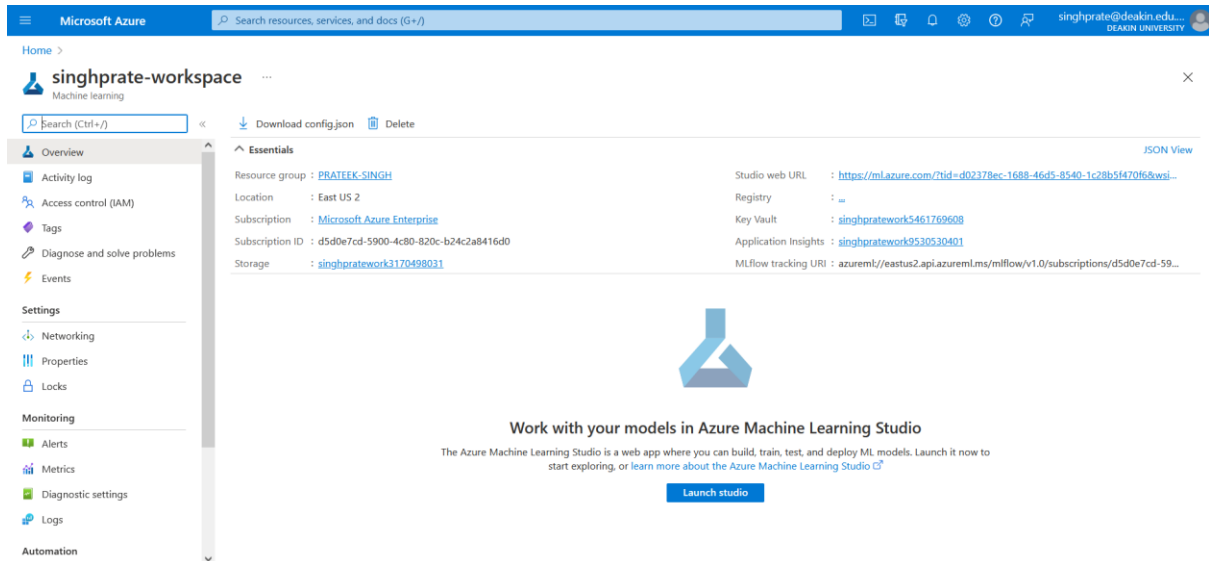 Microsoft Azure
Search resources, services, and docs (G+/)
singhprate@deakin.edu....
DEAKIN UNIVERSITY
Home >
singhprate-workspace ...
Machine learning
Search (Ctrl+/)
«
Download config.json
Delete
Overview
Activity log
Access control (IAM)
Tags
Diagnose and solve problems
Events
Settings
Networking
Properties
Locks
Monitoring
Alerts
Metrics
Diagnostic settings
Logs
Automation
Essentials
JSON View
Resource group : PRATEEK-SINGH
Location : East US 2
Subscription : Microsoft Azure Enterprise
Subscription ID : d5d0e7cd-5900-4c80-820c-b24c2a8416d0
Storage : singhpratework3170498031
Studio web URL : https://ml.azure.com/?tid=d02378ec-1688-46d5-8540-1c28b5f470f6&wsi...
Registry : ...
Key Vault : singhpratework5461769608
Application Insights : singhpratework9530530401
MLflow tracking URI : azureml://eastus2.api.azureml.ms/mlflow/v1.0/subscriptions/d5d0e7cd-59...
Work with your models in Azure Machine Learning Studio
The Azure Machine Learning Studio is a web app where you can build, train, test, and deploy ML models. Launch it now to
start exploring, or learn more about the Azure Machine Learning Studio
Launch studio